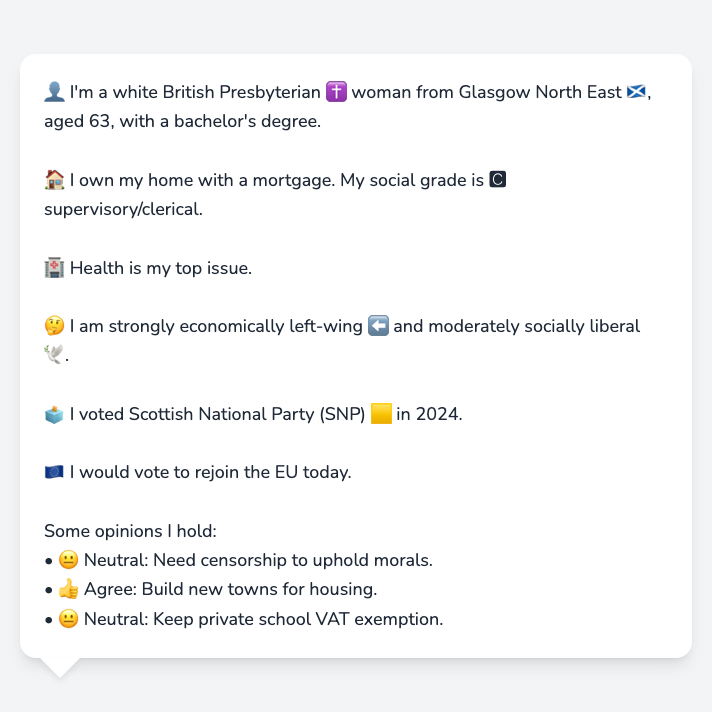 👤 I'm a white British Presbyterian ✝️ woman from Glasgow North East 🏴󠁧󠁢󠁳󠁣󠁴󠁿,
aged 63, with a bachelor's degree.
🏠 I own my home with a mortgage. My social grade is 🅲
supervisory/clerical.
🏥 Health is my top issue.
🤔 I am strongly economically left-wing ⬅️ and moderately socially liberal
🕊️.
🗳️ I voted Scottish National Party (SNP) 🟨 in 2024.
🇪🇺 I would vote to rejoin the EU today.
Some opinions I hold:
• 😐 Neutral: Need censorship to uphold morals.
• 👍 Agree: Build new towns for housing.
• 😐 Neutral: Keep private school VAT exemption.